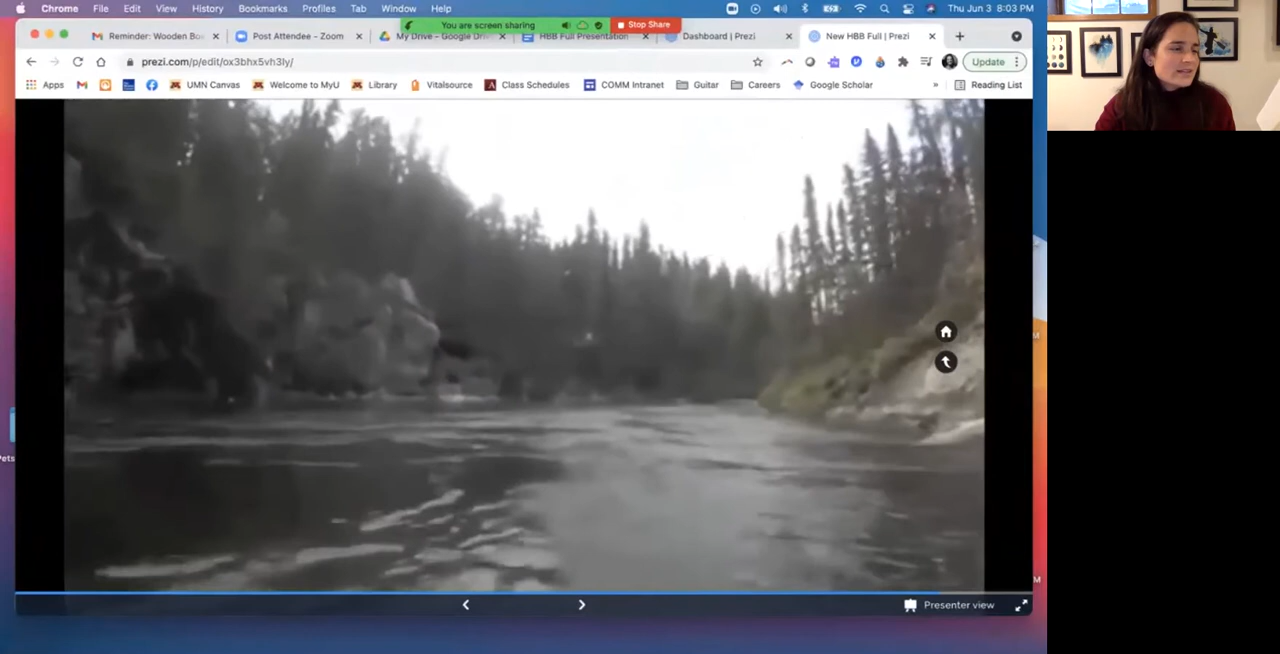 Chrome File Edit View History Bookmarks Profiles Tab Window Help Thu Jun 3 8:03 PM
You are screen sharing Stop Share
Reminder: Wooden Bo Post Attendee - Zoom My Drive - Google Dri HBB Full Presentation Dashboard | Prezi New HBB Full | Prezi
prezi.com/p/edit/ox3bhx5vh3ly/ Update
Apps UMN Canvas Welcome to MyU Library Vitalsource Class Schedules COMM Intranet Guitar Careers Google Scholar » Reading List
Pets
Presenter view